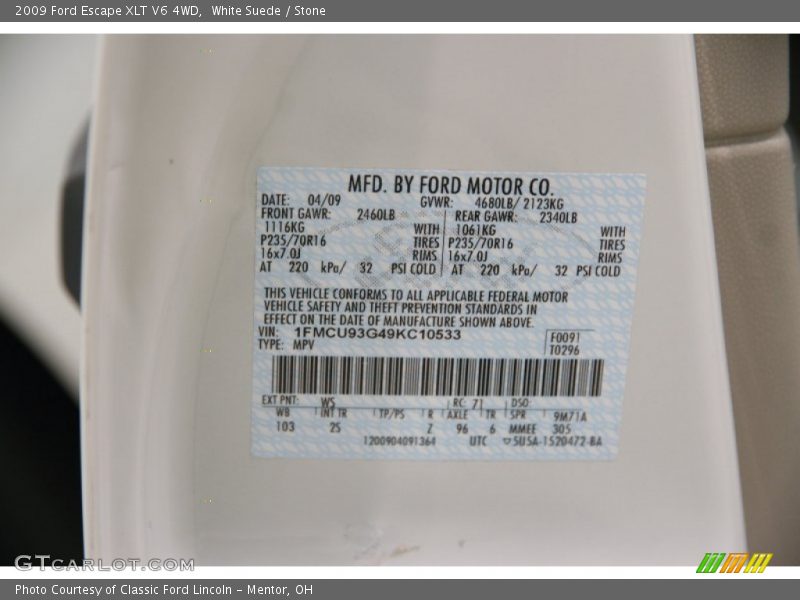 2009 Ford Escape XLT V6 4WD, White Suede / Stone
MFD. BY FORD MOTOR CO.
DATE: 04/09 GVWR: 4680LB/ 2123KG
FRONT GAWR: 2460LB REAR GAWR: 2340LB
1116KG WITH 1061KG WITH
P235/70R16 TIRES P235/70R16 TIRES
16x7.0J RIMS 16x7.0J RIMS
AT 220 kPa/ 32 PSI COLD AT 220 kPa/ 32 PSI COLD
THIS VEHICLE CONFORMS TO ALL APPLICABLE FEDERAL MOTOR
VEHICLE SAFETY AND THEFT PREVENTION STANDARDS IN
EFFECT ON THE DATE OF MANUFACTURE SHOWN ABOVE.
VIN: 1FMCU93G49KC10533 F0091
TYPE: MPV T0296
EXT PNT: WS RC: 71 DSO:
WB INT TR TP/PS R AXLE TR SPR 9M71A
103 2S Z 96 6 MMEE 305
1200904091364 UTC 5U5A-1520472-BA
GTCARLOT.COM
Photo Courtesy of Classic Ford Lincoln - Mentor, OH